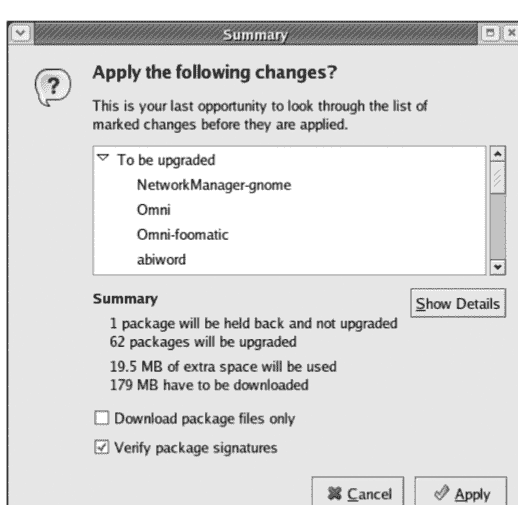 Summary
Apply the following changes?
This is your last opportunity to look through the list of
marked changes before they are applied.
To be upgraded
NetworkManager-gnome
Omni
Omni-foomatic
abiword
Summary
Show Details
1 package will be held back and not upgraded
62 packages will be upgraded
19.5 MB of extra space will be used
179 MB have to be downloaded
Download package files only
Verify package signatures
Cancel
Apply